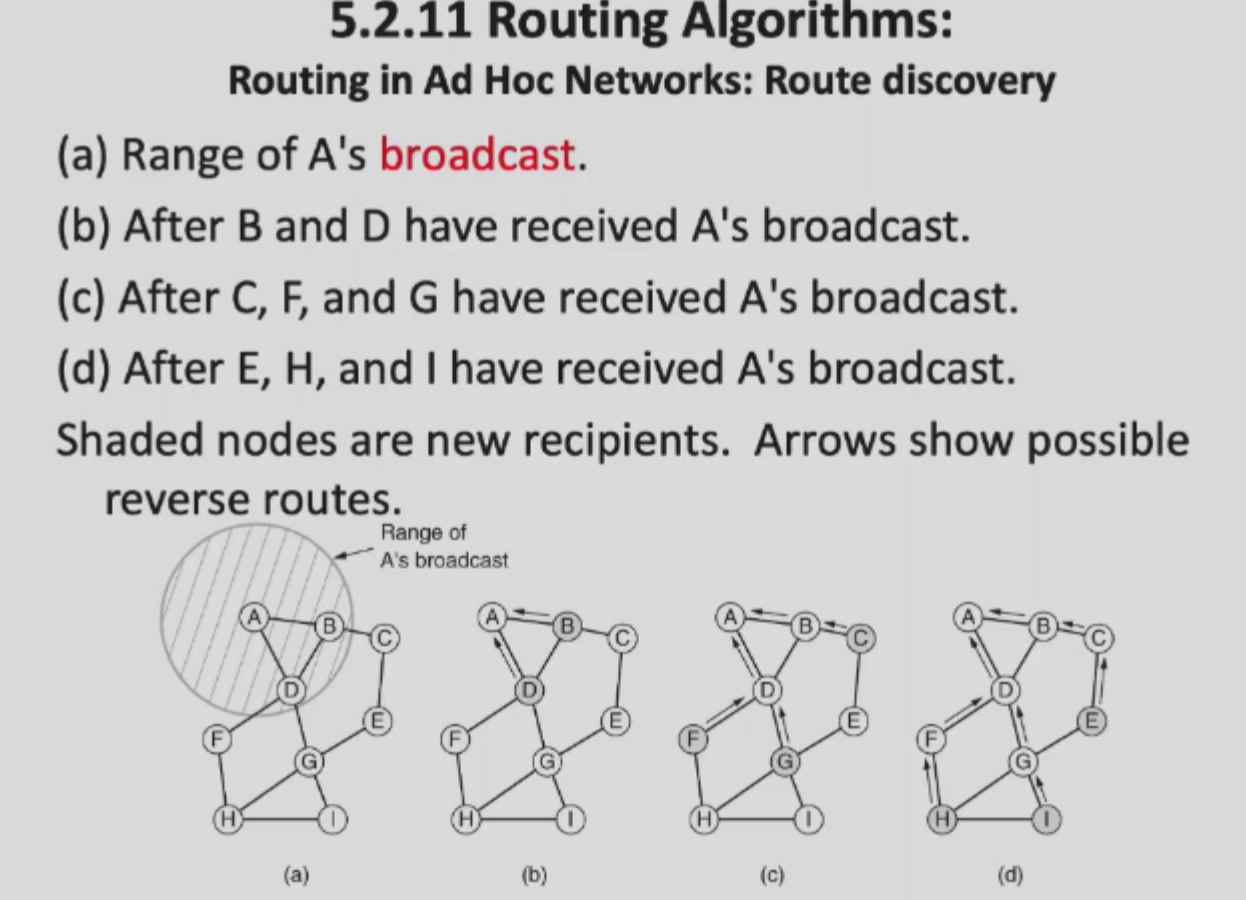 5.2.11 Routing Algorithms:
Routing in Ad Hoc Networks: Route discovery
(a) Range of A's broadcast.
(b) After B and D have received A's broadcast.
(c) After C, F, and G have received A's broadcast.
(d) After E, H, and I have received A's broadcast.
Shaded nodes are new recipients. Arrows show possible
reverse routes.
Range of
A's broadcast
A B C D E F G H I
(a)
A B C D E F G H I
(b)
A B C D E F G H I
(c)
A B C D E F G H I
(d)